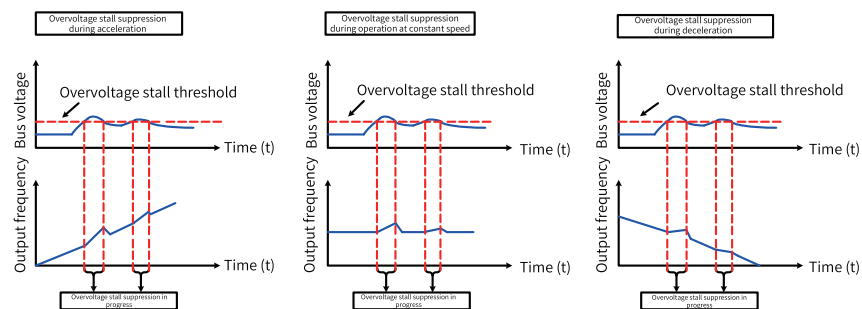 Overvoltage stall suppression
during acceleration
Bus voltage
Overvoltage stall threshold
Time (t)
Output frequency
Time (t)
Overvoltage stall suppression in
progress
Overvoltage stall suppression
during operation at constant speed
Bus voltage
Overvoltage stall threshold
Time (t)
Output frequency
Time (t)
Overvoltage stall suppression in
progress
Overvoltage stall suppression
during deceleration
Bus voltage
Overvoltage stall threshold
Time (t)
Output frequency
Time (t)
Overvoltage stall suppression in
progress